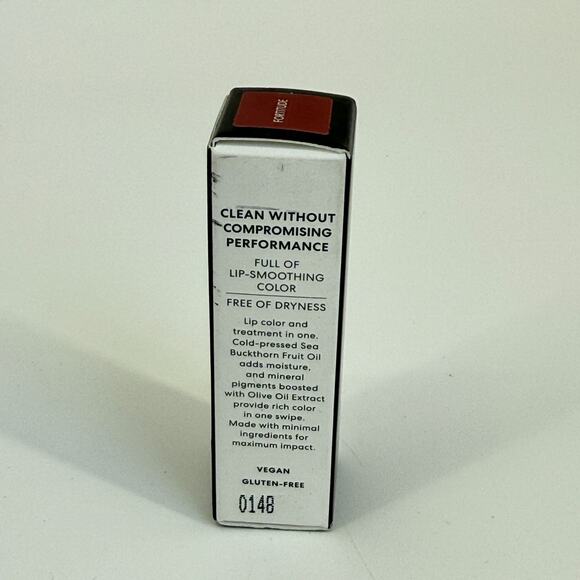 FORTITUDE
CLEAN WITHOUT
COMPROMISING
PERFORMANCE
FULL OF
LIP-SMOOTHING
COLOR
FREE OF DRYNESS
Lip color and
treatment in one.
Cold-pressed Sea
Buckthorn Fruit Oil
adds moisture,
and mineral
pigments boosted
with Olive Oil Extract
provide rich color
in one swipe.
Made with minimal
ingredients for
maximum impact.
VEGAN
GLUTEN-FREE
0148